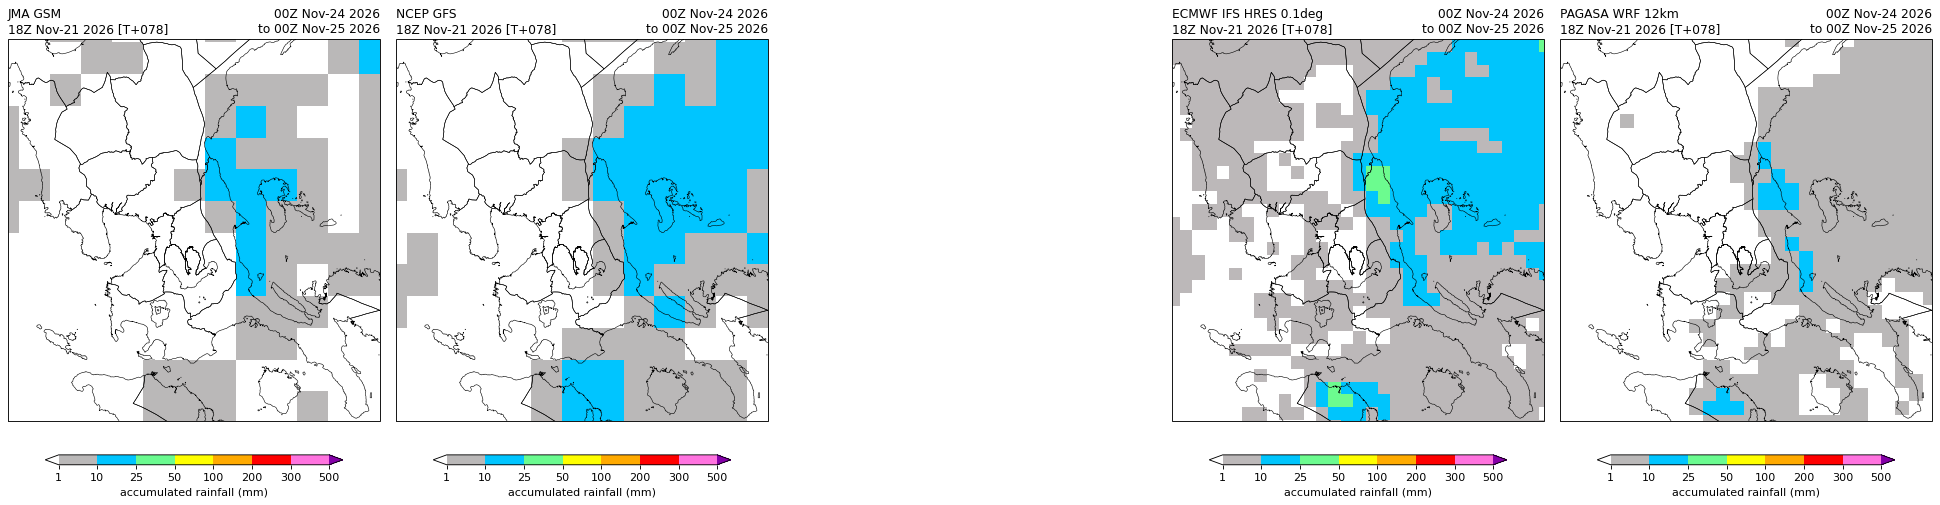 JMA GSM 00Z Nov-24 2026
18Z Nov-21 2026 [T+078] to 00Z Nov-25 2026
1 10 25 50 100 200 300 500
accumulated rainfall (mm)
NCEP GFS 00Z Nov-24 2026
18Z Nov-21 2026 [T+078] to 00Z Nov-25 2026
1 10 25 50 100 200 300 500
accumulated rainfall (mm)
ECMWF IFS HRES 0.1deg 00Z Nov-24 2026
18Z Nov-21 2026 [T+078] to 00Z Nov-25 2026
1 10 25 50 100 200 300 500
accumulated rainfall (mm)
PAGASA WRF 12km 00Z Nov-24 2026
18Z Nov-21 2026 [T+078] to 00Z Nov-25 2026
1 10 25 50 100 200 300 500
accumulated rainfall (mm)